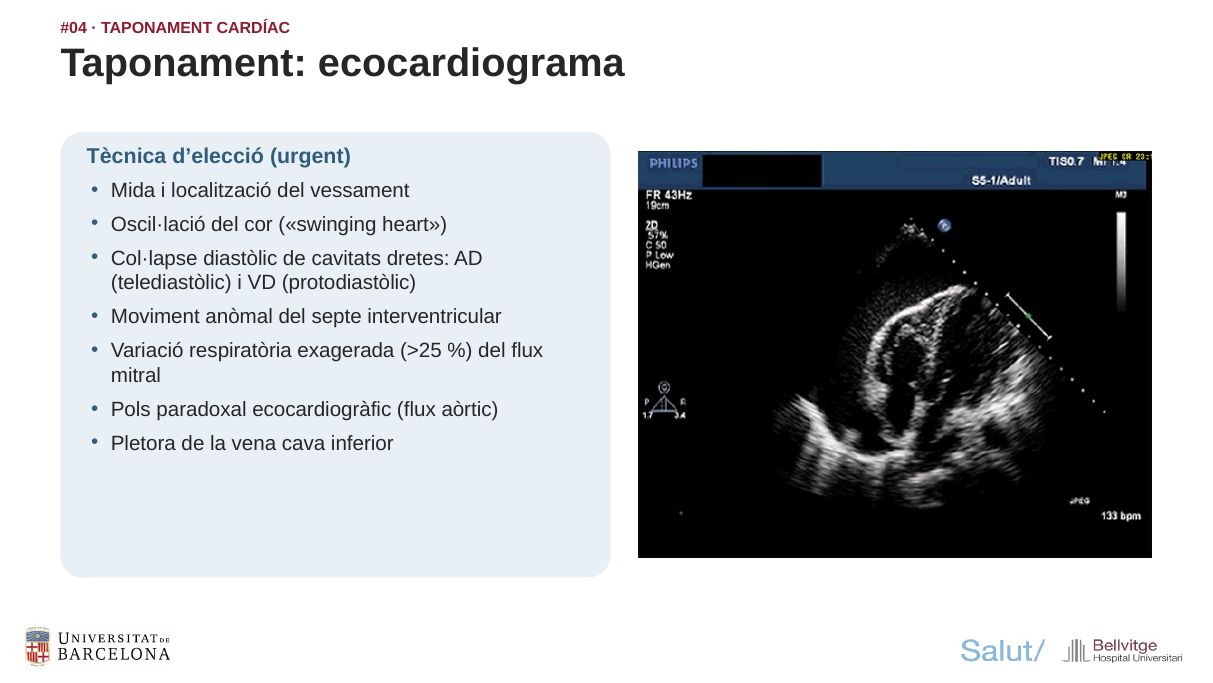 #04 · TAPONAMENT CARDÍAC
Taponament: ecocardiograma
Tècnica d’elecció (urgent)
• Mida i localització del vessament
• Oscil·lació del cor («swinging heart»)
• Col·lapse diastòlic de cavitats dretes: AD
(telediastòlic) i VD (protodiastòlic)
• Moviment anòmal del septe interventricular
• Variació respiratòria exagerada (>25 %) del flux
mitral
• Pols paradoxal ecocardiogràfic (flux aòrtic)
• Pletora de la vena cava inferior
PHILIPS
TIS0.7
S5-1/Adult
FR 43Hz
19cm
2D
57%
C 50
P Low
HGen
M3
P R
1.7 3.4
JPEG
133 bpm
UNIVERSITAT DE
BARCELONA
Salut/
Bellvitge
Hospital Universitari